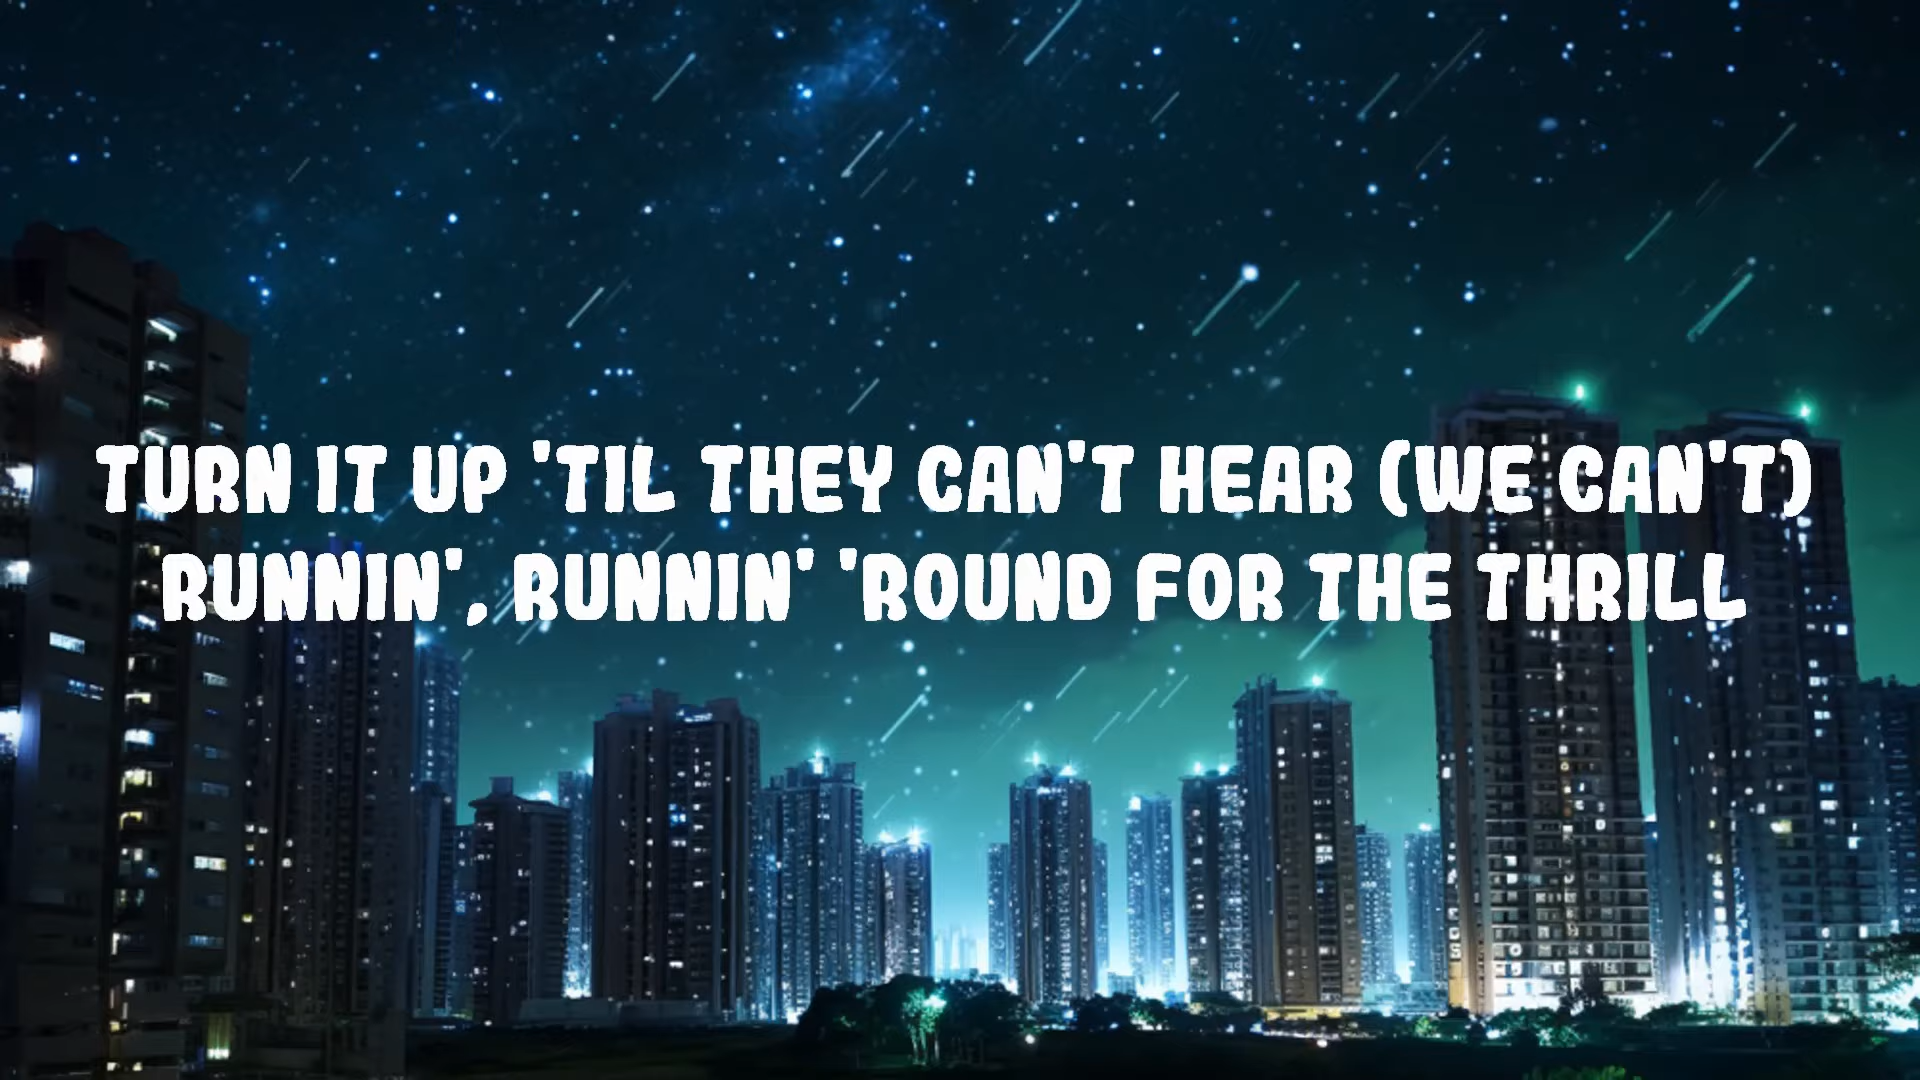 TURN IT UP 'TIL THEY CAN'T HEAR (WE CAN'T)
RUNNIN', RUNNIN' 'ROUND FOR THE THRILL